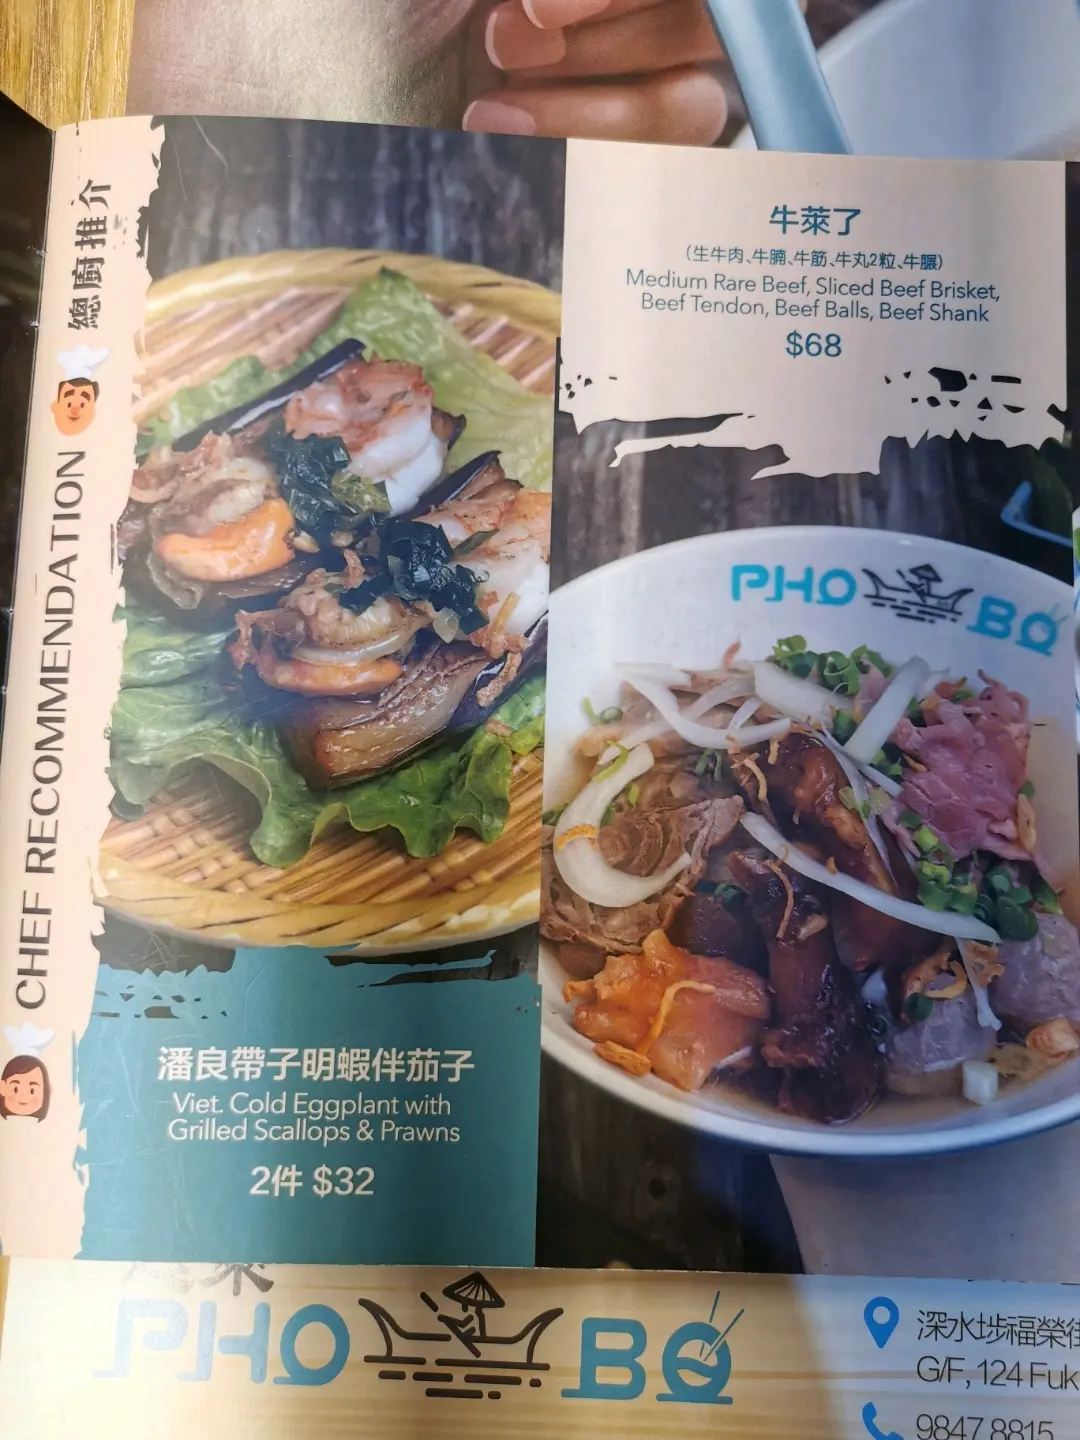 總廚推介
CHEF RECOMMENDATION
牛萊了
(生牛肉、牛腩、牛筋、牛丸2粒、牛𦟌)
Medium Rare Beef, Sliced Beef Brisket,
Beef Tendon, Beef Balls, Beef Shank
$68
PHO BO
潘良帶子明蝦伴茄子
Viet. Cold Eggplant with
Grilled Scallops & Prawns
2件 $32
PHO BO
深水埗福榮街
G/F, 124 Fuk
9847 8815